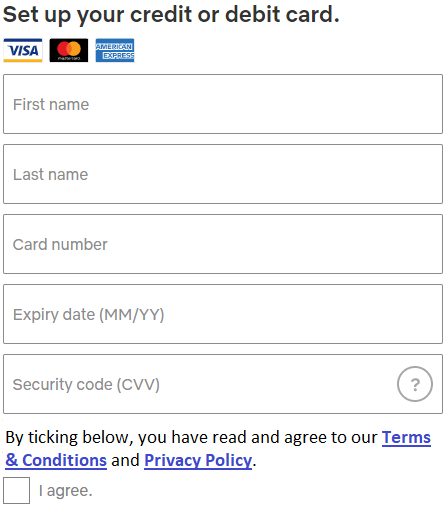 Set up your credit or debit card.
VISA mastercard AMERICAN EXPRESS
First name
Last name
Card number
Expiry date (MM/YY)
Security code (CVV) ?
By ticking below, you have read and agree to our Terms
& Conditions and Privacy Policy.
I agree.